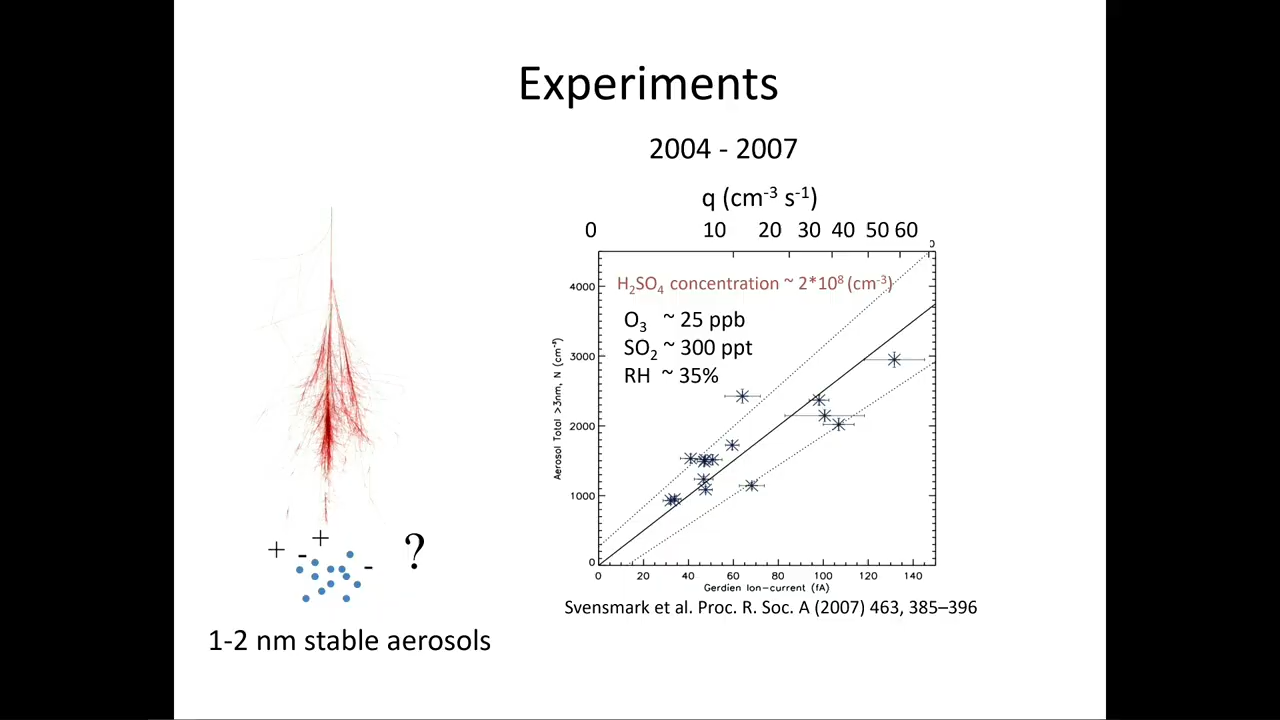 Experiments
2004 - 2007
q (cm⁻³ s⁻¹)
0 10 20 30 40 50 60
0
H₂SO₄ concentration ~ 2*10⁸ (cm⁻³)
O₃ ~ 25 ppb
SO₂ ~ 300 ppt
RH ~ 35%
Aerosol Total >3nm, N (cm⁻³)
4000
3000
2000
1000
0
0 20 40 60 80 100 120 140
Gerdien Ion-current (fA)
Svensmark et al. Proc. R. Soc. A (2007) 463, 385–396
+ - + - ?
1-2 nm stable aerosols